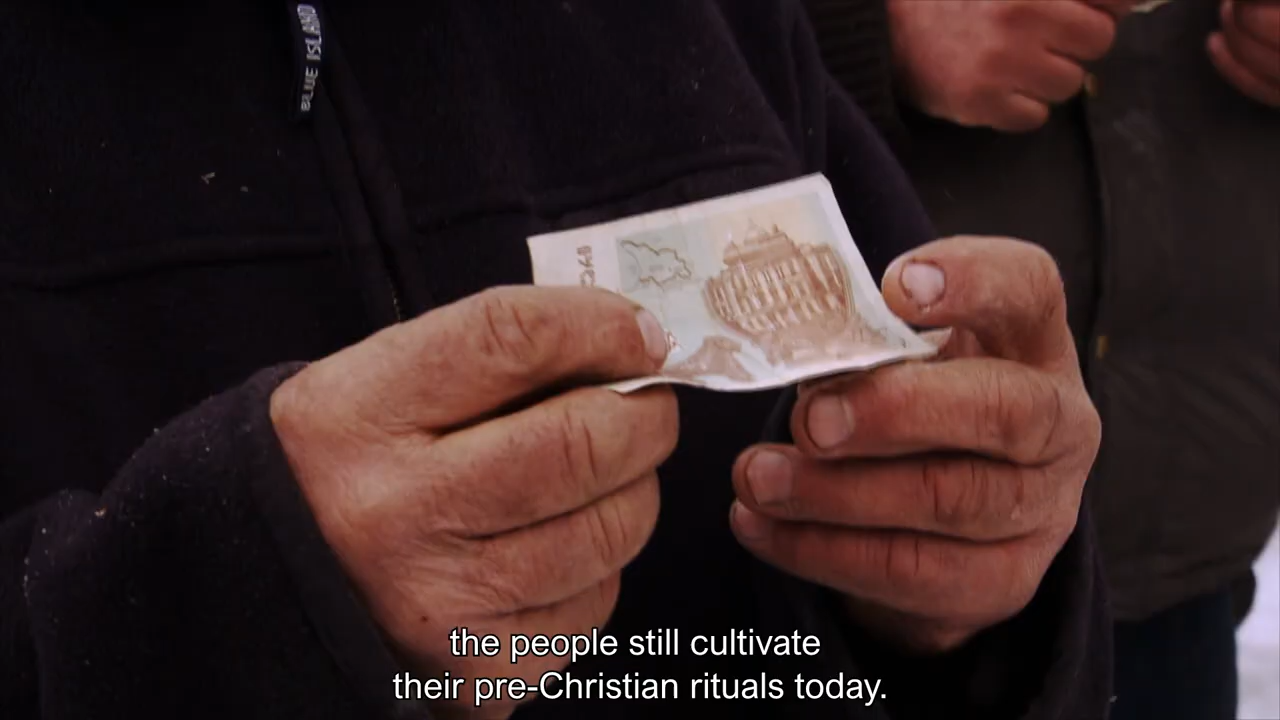 BLUE ISLAND
the people still cultivate
their pre-Christian rituals today.